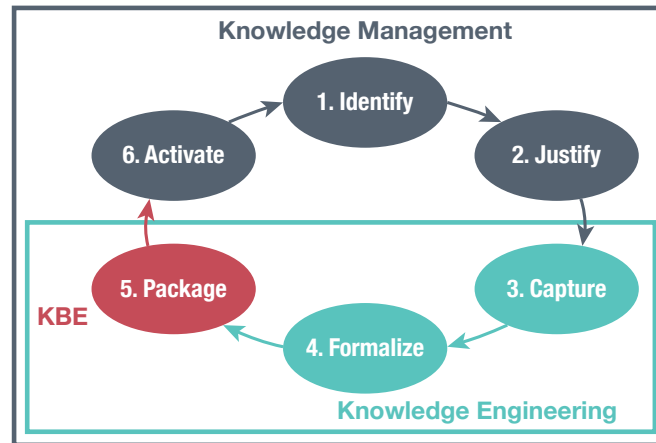 Knowledge Management
1. Identify
6. Activate
2. Justify
5. Package
3. Capture
KBE
4. Formalize
Knowledge Engineering